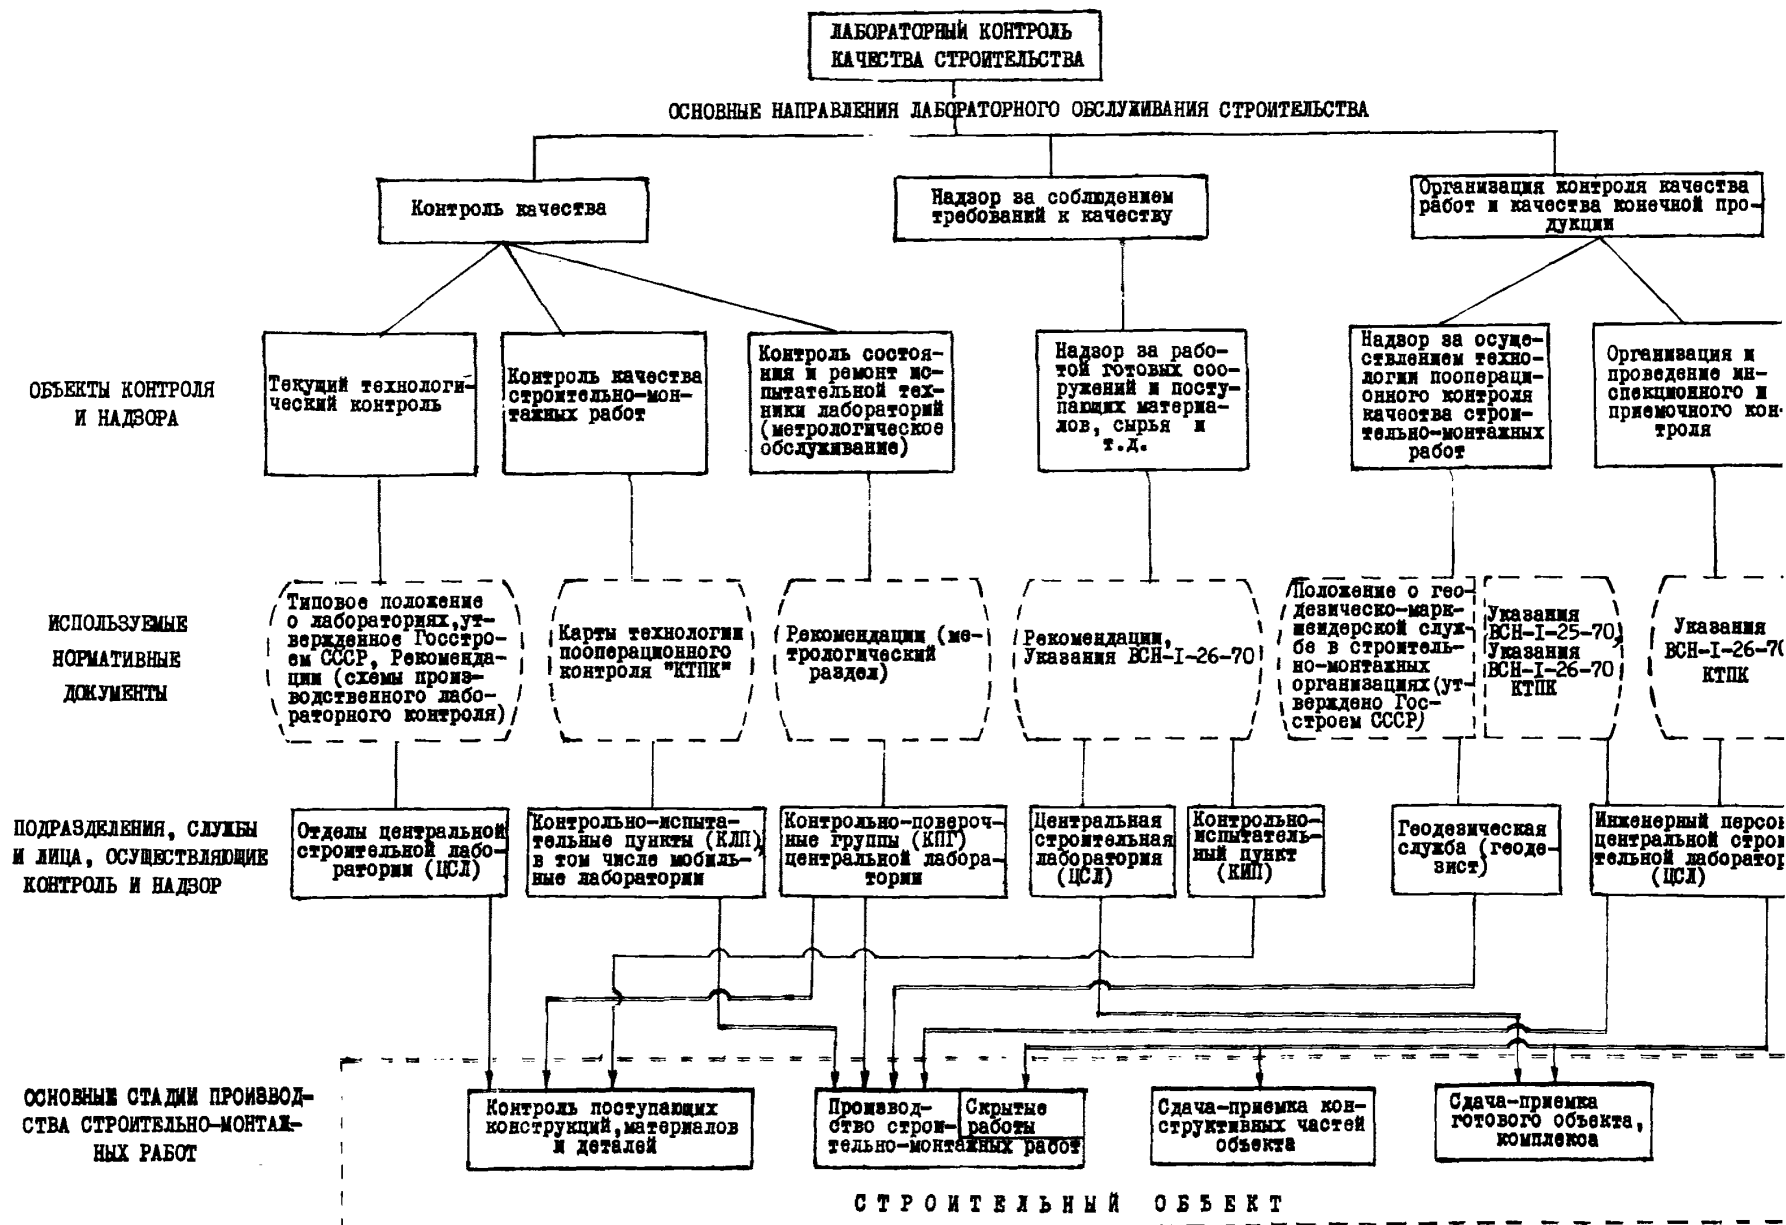 ЛАБОРАТОРНЫЙ КОНТРОЛЬ
КАЧЕСТВА СТРОИТЕЛЬСТВА
ОСНОВНЫЕ НАПРАВЛЕНИЯ ЛАБОРАТОРНОГО ОБСЛУЖИВАНИЯ СТРОИТЕЛЬСТВА
Контроль качества
Надзор за соблюдением
требований к качеству
Организация контроля качества
работ и качества конечной про-
дукции
ОБЪЕКТЫ КОНТРОЛЯ
И НАДЗОРА
Текущий технологи-
ческий контроль
Контроль качества
строительно-мон-
тажных работ
Контроль состоя-
ния и ремонт ис-
пытательной тех-
ники лабораторий
(метрологическое
обслуживание)
Надзор за рабо-
той готовых соо-
ружений и посту-
пающих материа-
лов, сырья и
т.д.
Надзор за осуще-
ствлением техно-
логии пооперaци-
онного контроля
качества строи-
тельно-монтажных
работ
Организация и
проведение ин-
спекционного и
приемочного кон-
троля
ИСПОЛЬЗУЕМЫЕ
НОРМАТИВНЫЕ
ДОКУМЕНТЫ
Типовое положение
о лабораториях, ут-
вержденное Госстро-
ем СССР, Рекоменда-
ции (схемы произ-
водственного лабо-
раторного контроля)
Карты технологии
пооперационного
контроля "КТПК"
Рекомендации (ме-
трологический
раздел)
Рекомендации,
Указания ВСН-I-26-70
Положение о гео-
дезическо-марк-
шейдерской служ-
бе в строитель-
но-монтажных
организациях (ут-
верждено Гос-
строем СССР)
Указания
ВСН-I-25-70,
Указания
ВСН-I-26-70
КТПК
Указания
ВСН-I-26-70
КТПК
ПОДРАЗДЕЛЕНИЯ, СЛУЖБЫ
И ЛИЦА, ОСУЩЕСТВЛЯЮЩИЕ
КОНТРОЛЬ И НАДЗОР
Отделы центральной
строительной лабо-
ратории (ЦСЛ)
Контрольно-испыта-
тельные пункты (КЛП),
в том числе мобиль-
ные лаборатории
Контрольно-повероч-
ные группы (КПГ)
центральной лабора-
тории
Центральная
строительная
лаборатория
(ЦСЛ)
Контрольно-
испытатель-
ный пункт
(КИП)
Геодезическая
служба (геоде-
зист)
Инженерный персон
центральной строи
тельной лаборатор
(ЦСЛ)
ОСНОВНЫЕ СТАДИИ ПРОИЗВОД-
СТВА СТРОИТЕЛЬНО-МОНТАЖ-
НЫХ РАБОТ
Контроль поступающих
конструкций, материалов
и деталей
Производ-
ство строи-
тельно-монтажных работ
Скрытые
работы
Сдача-приемка кон-
структивных частей
объекта
Сдача-приемка
готового объекта,
комплекса
СТРОИТЕЛЬНЫЙ ОБЪЕКТ